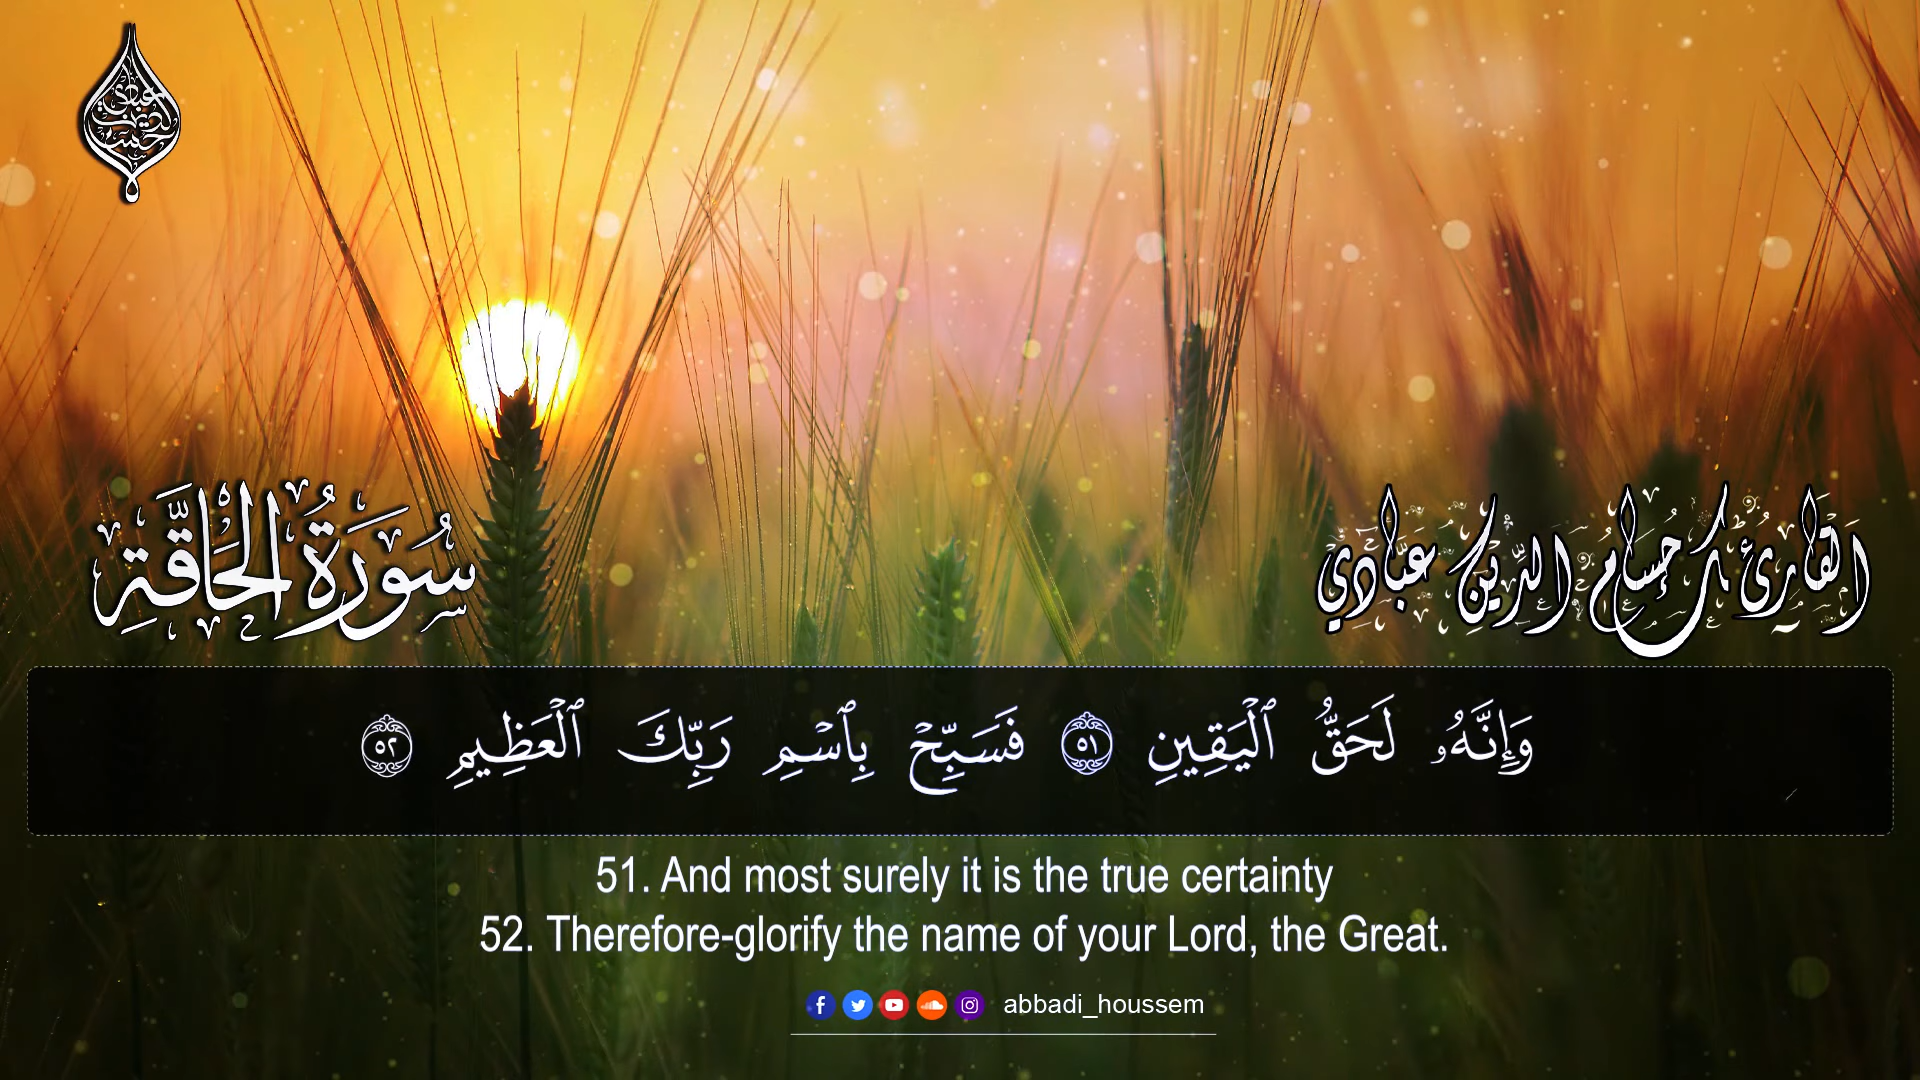 سُورَةُ الْحَاقَّةِ
القارئ حسام الدين عبادي
وَإِنَّهُۥ لَحَقُّ ٱلْيَقِينِ ٥١ فَسَبِّحْ بِٱسْمِ رَبِّكَ ٱلْعَظِيمِ ٥٢
51. And most surely it is the true certainty
52. Therefore-glorify the name of your Lord, the Great.
abbadi_houssem